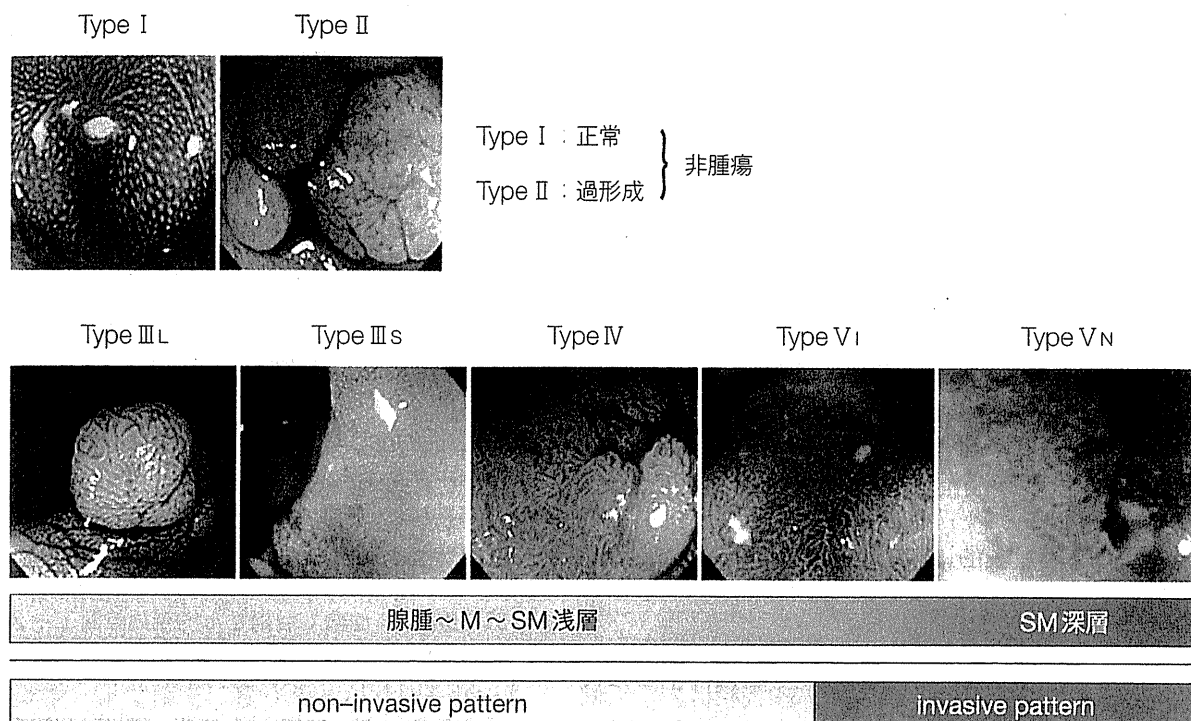 Type Ⅰ
Type Ⅱ
Type Ⅰ：正常
Type Ⅱ：過形成
非腫瘍
Type ⅢL
Type ⅢS
Type Ⅳ
Type VI
Type VN
腺腫～M～SM浅層
SM深層
non–invasive pattern
invasive pattern